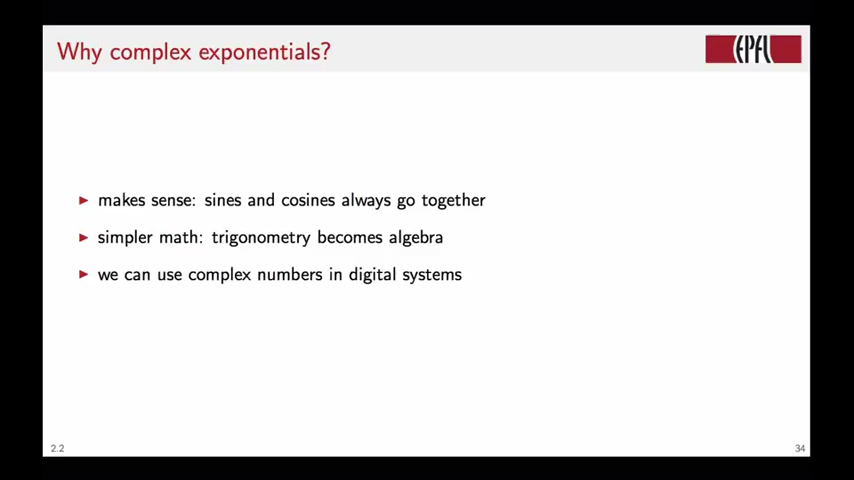 Why complex exponentials?
EPFL
▶ makes sense: sines and cosines always go together
▶ simpler math: trigonometry becomes algebra
▶ we can use complex numbers in digital systems
2.2
34